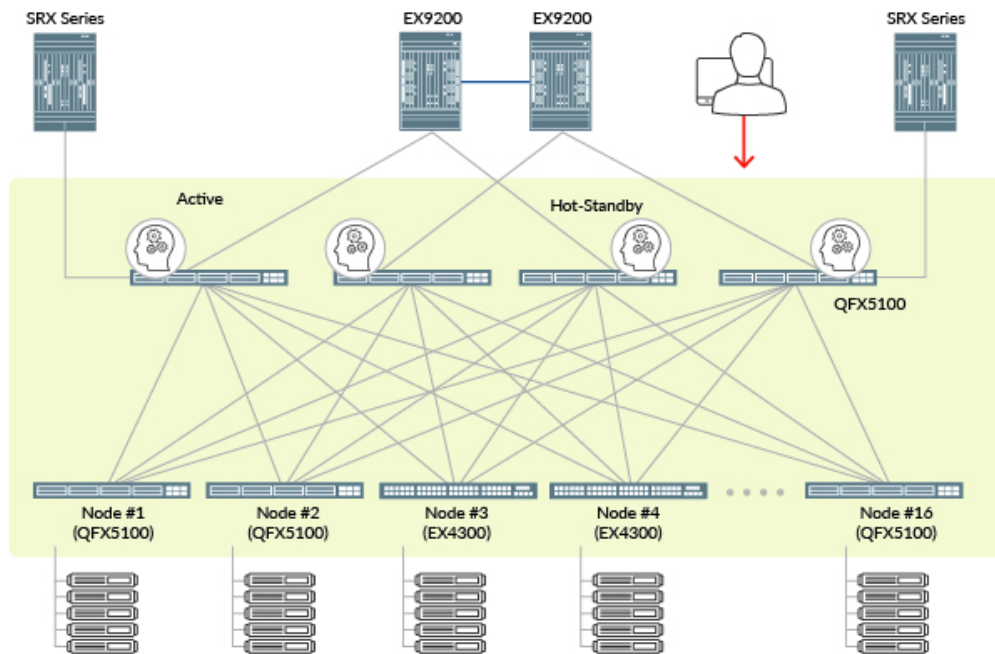 SRX Series
EX9200
EX9200
SRX Series
Active
Hot-Standby
QFX5100
Node #1
(QFX5100)
Node #2
(QFX5100)
Node #3
(EX4300)
Node #4
(EX4300)
Node #16
(QFX5100)